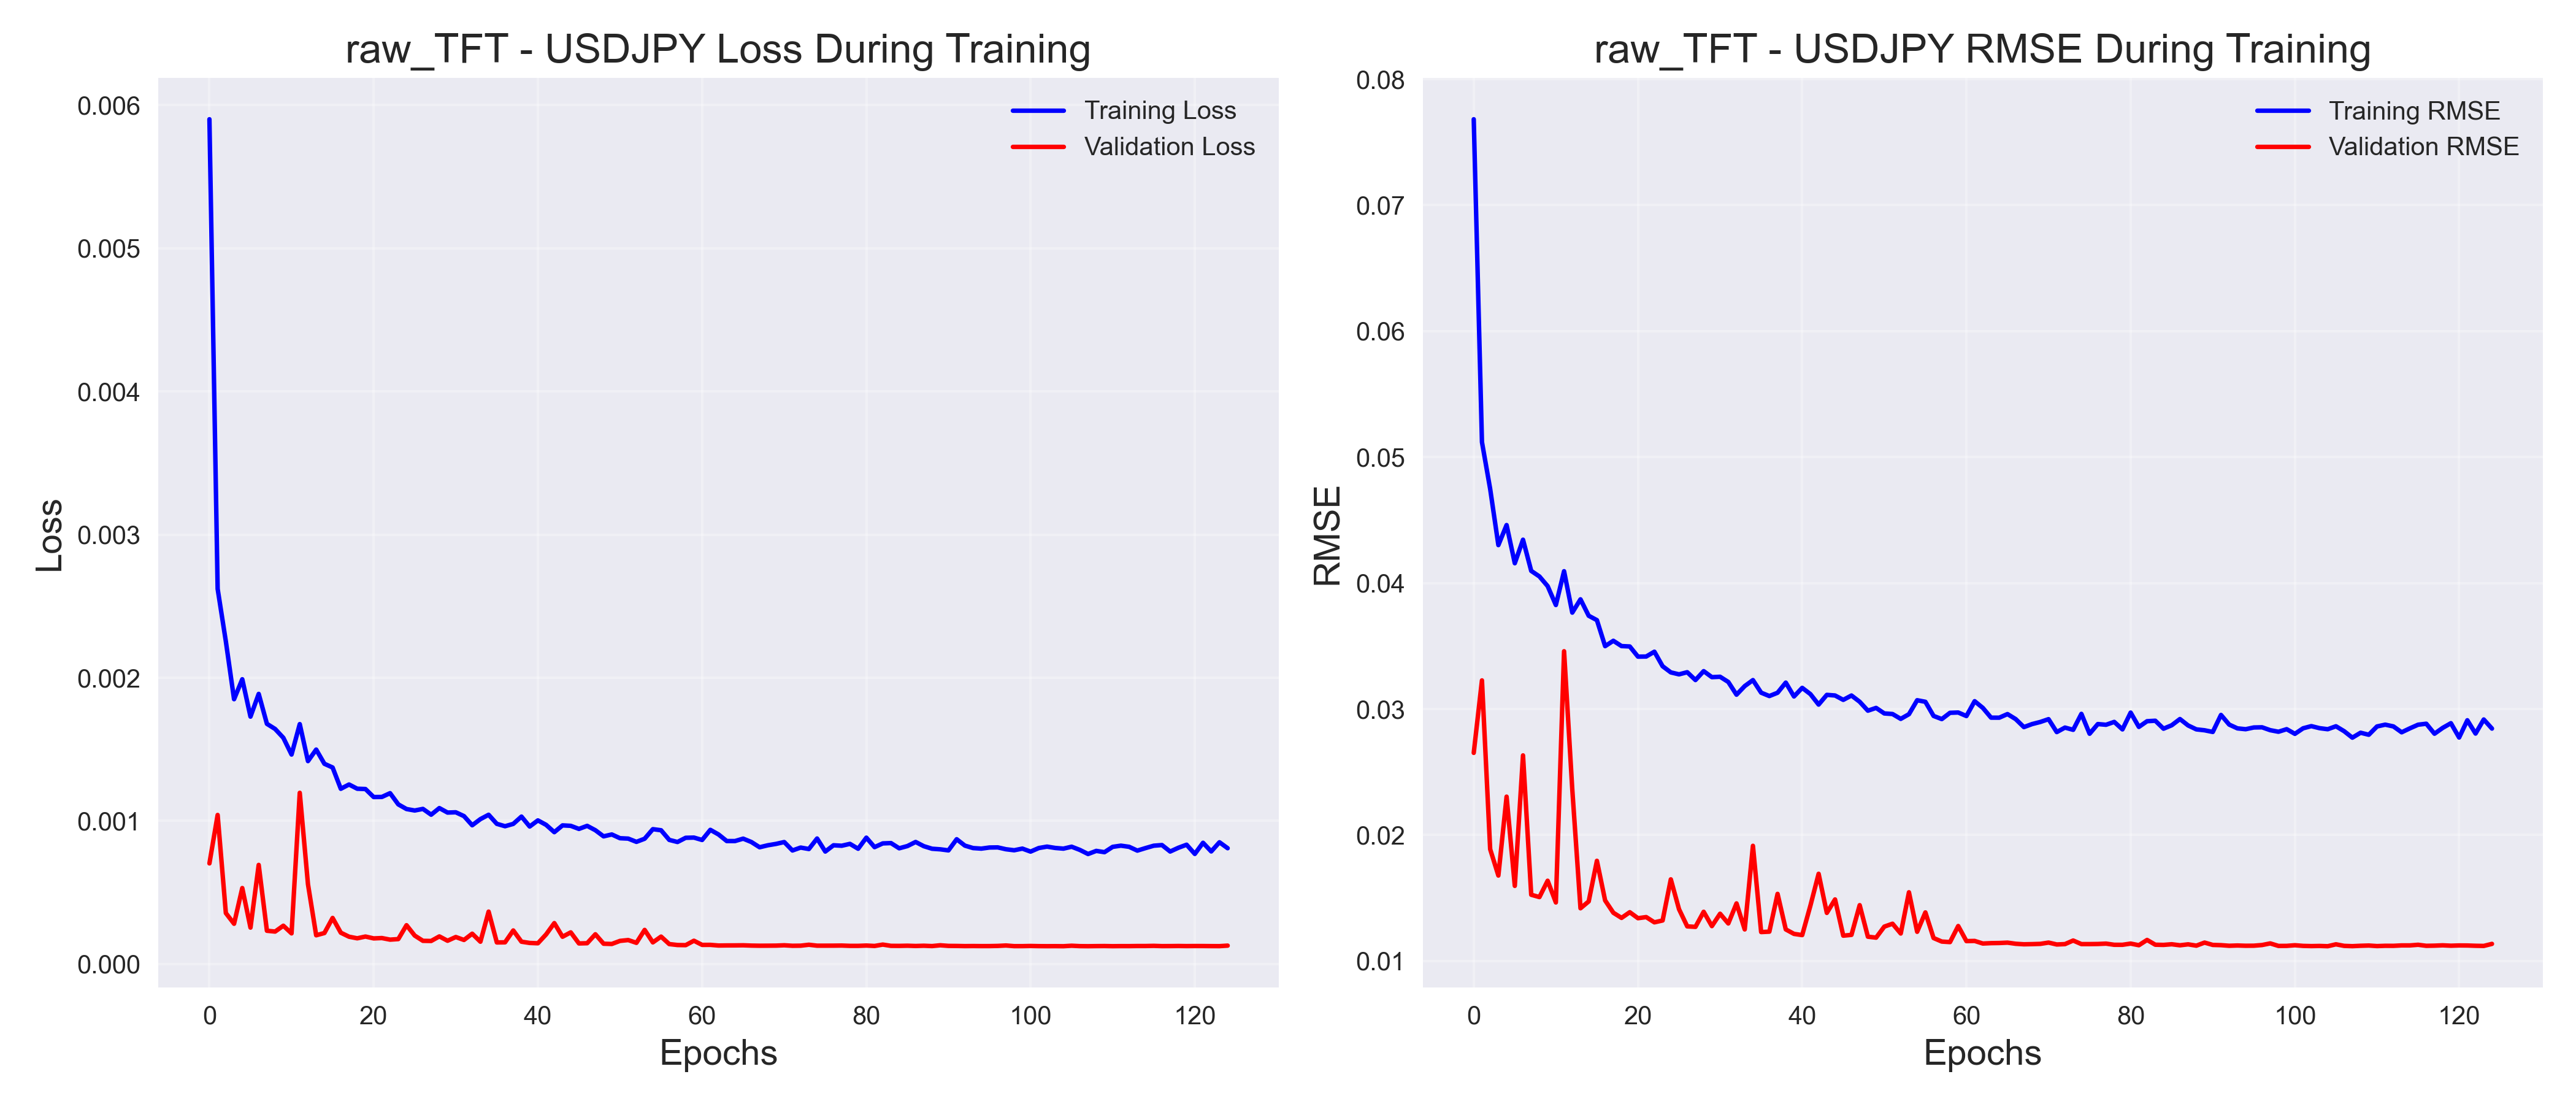 raw_TFT - USDJPY Loss During Training
0.006
0.005
0.004
0.003
0.002
0.001
0.000
Loss
Training Loss
Validation Loss
0 20 40 60 80 100 120
Epochs
raw_TFT - USDJPY RMSE During Training
0.08
0.07
0.06
0.05
0.04
0.03
0.02
0.01
RMSE
Training RMSE
Validation RMSE
0 20 40 60 80 100 120
Epochs